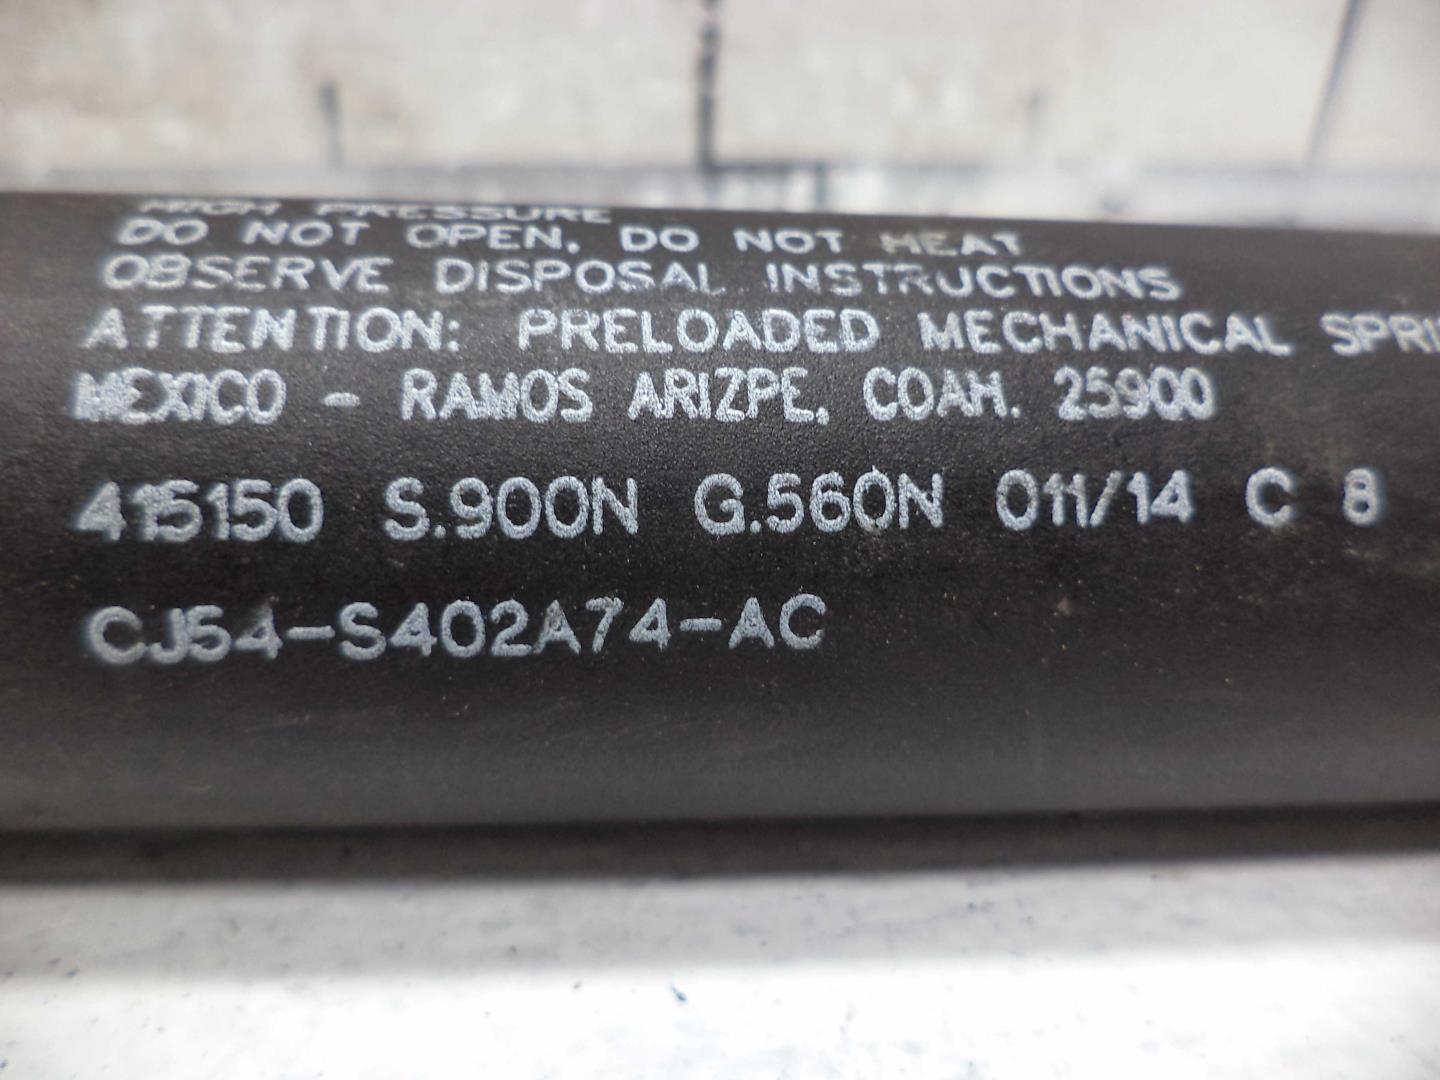 HIGH PRESSURE
DO NOT OPEN, DO NOT HEAT
OBSERVE DISPOSAL INSTRUCTIONS
ATTENTION: PRELOADED MECHANICAL SPRI
MEXICO - RAMOS ARIZPE, COAH. 25900
415150 S.900N G.560N 011/14 C 8
CJ54-S402A74-AC